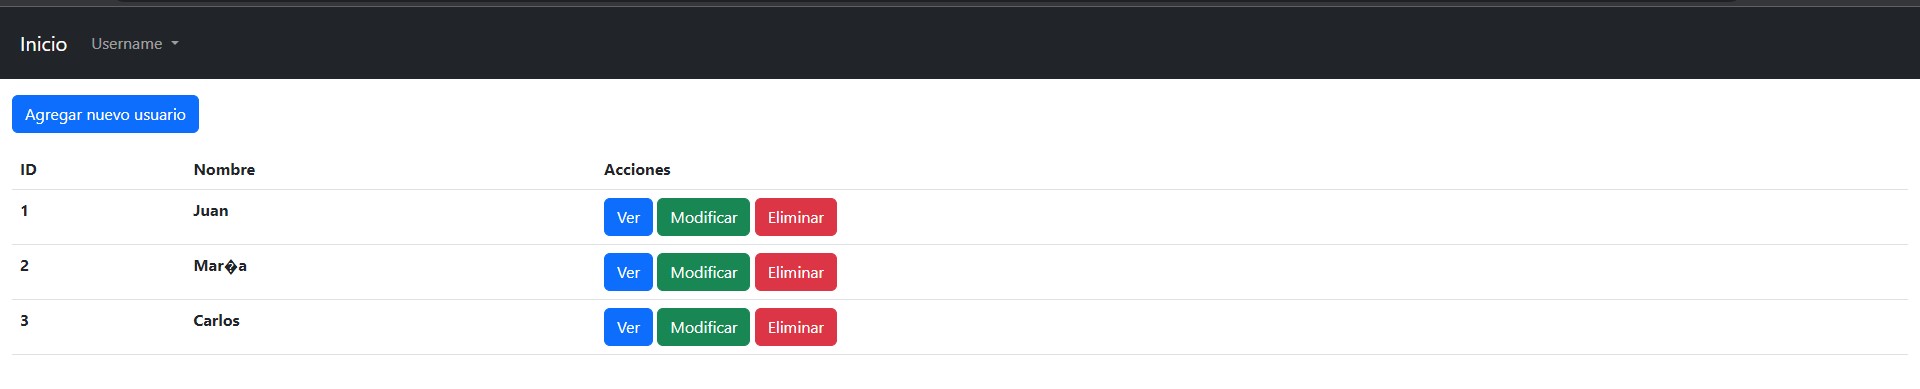 Inicio Username
Agregar nuevo usuario
ID Nombre Acciones
1 Juan Ver Modificar Eliminar
2 Mar�a Ver Modificar Eliminar
3 Carlos Ver Modificar Eliminar